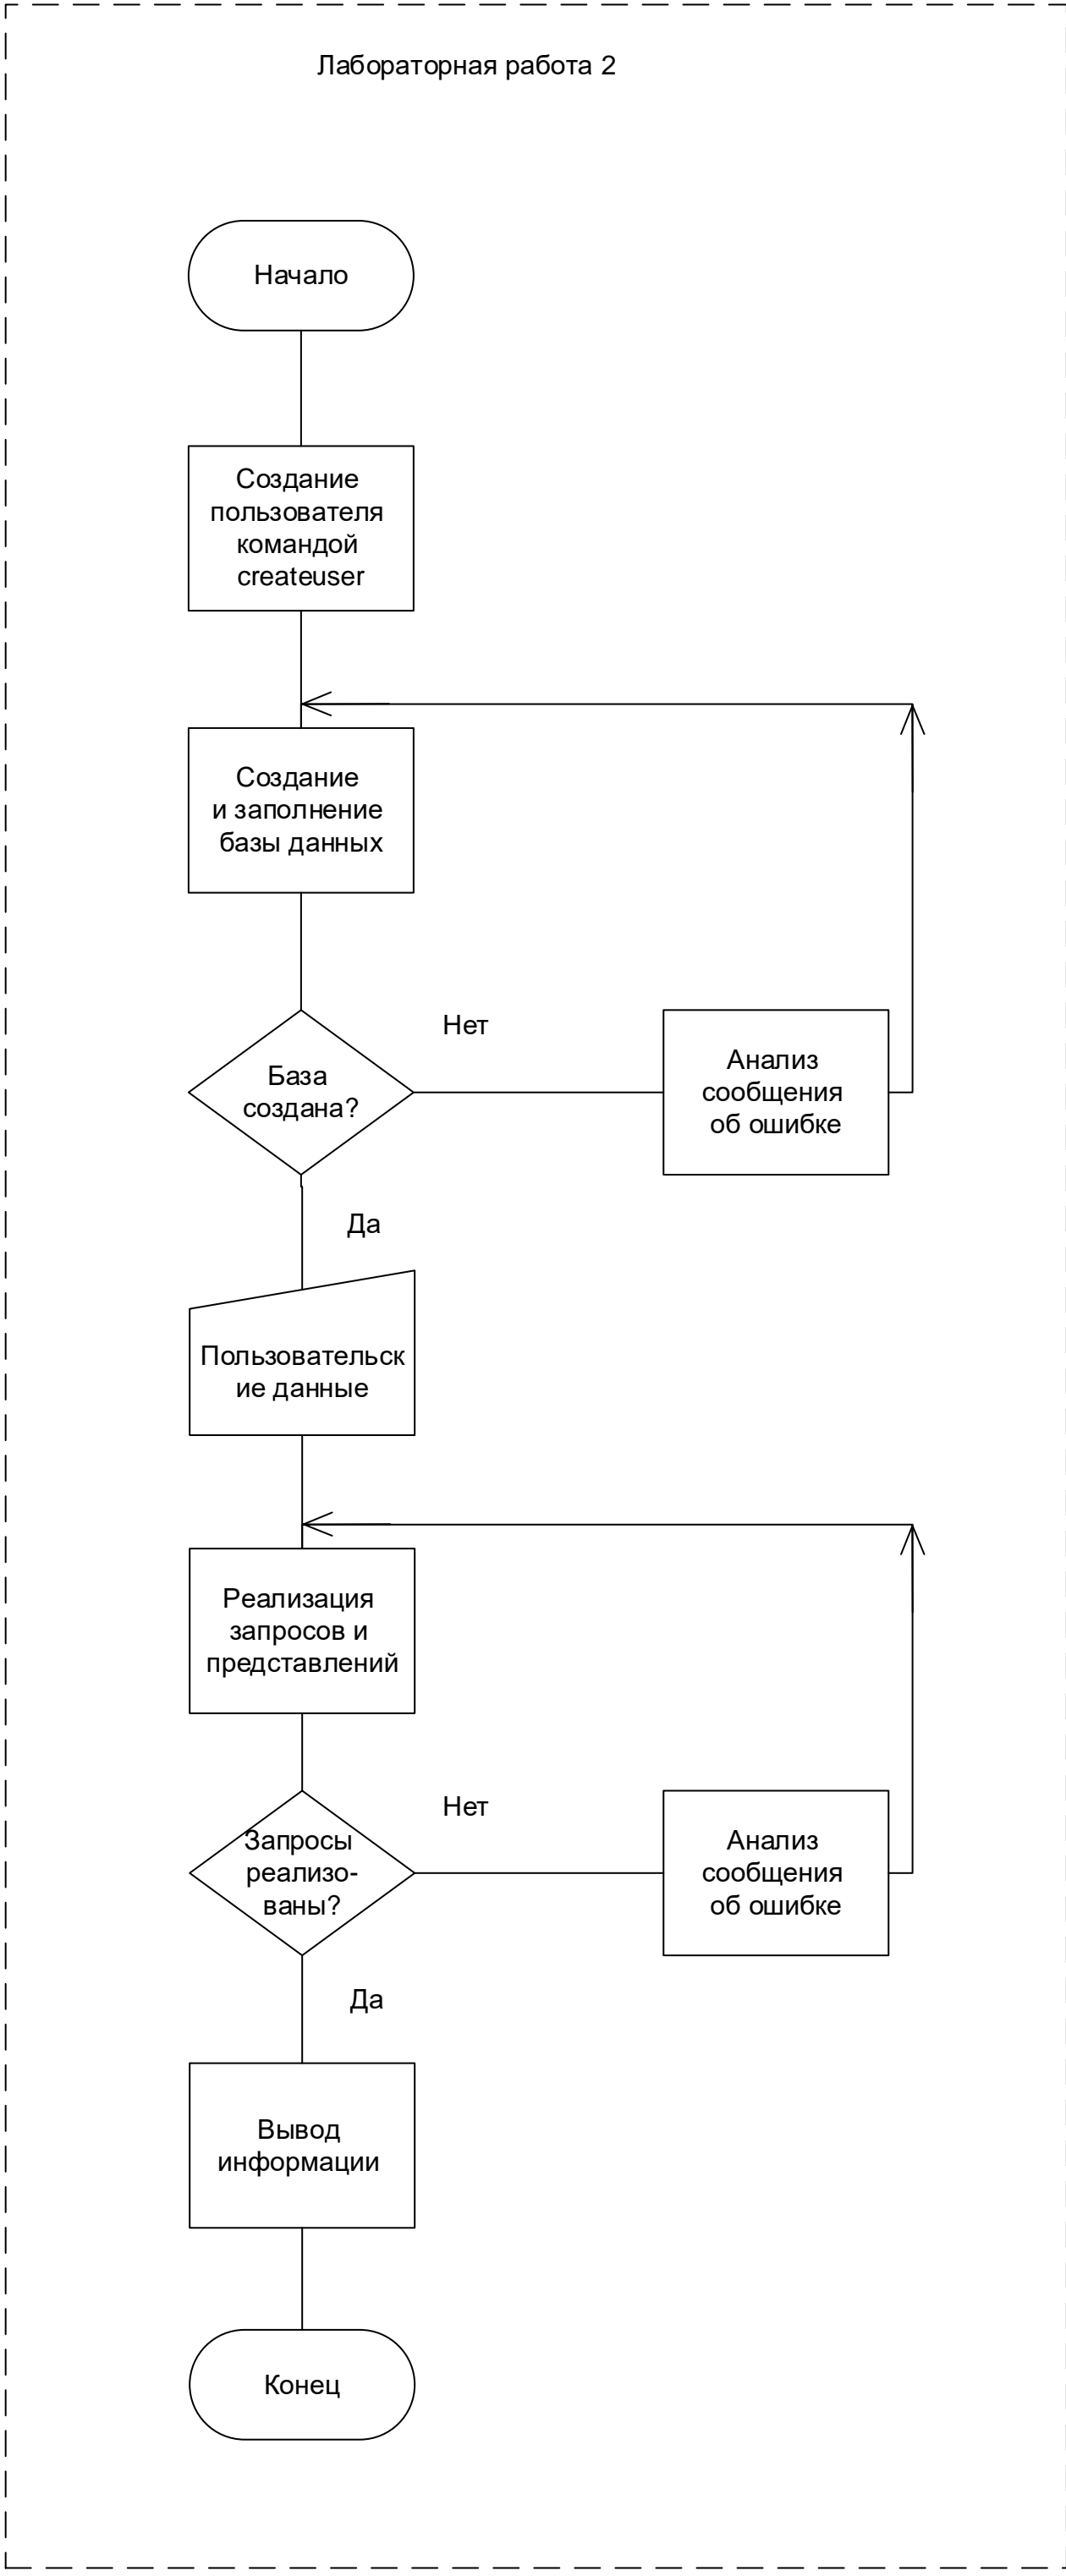 Лабораторная работа 2
Начало
Создание
пользователя
командой
createuser
Создание
и заполнение
базы данных
База
создана?
Нет
Анализ
сообщения
об ошибке
Да
Пользовательск
ие данные
Реализация
запросов и
представлений
Запросы
реализо-
ваны?
Нет
Анализ
сообщения
об ошибке
Да
Вывод
информации
Конец